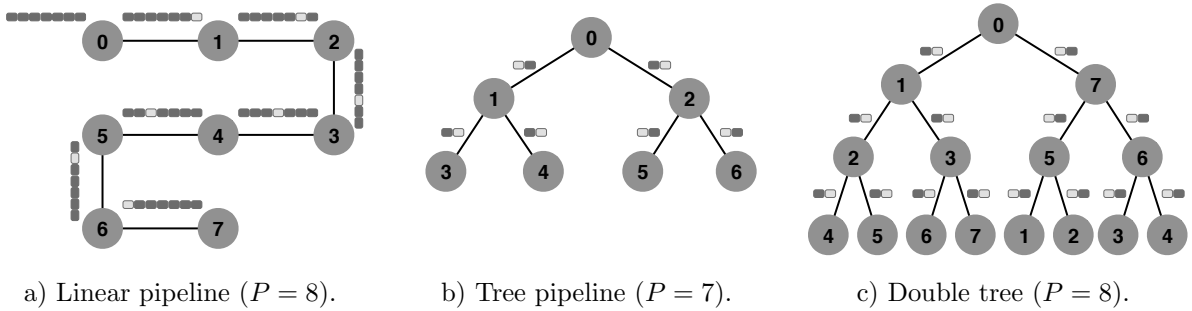 0 1 2
5 4 3
6 7
a) Linear pipeline (P = 8).
0
1 2
3 4 5 6
b) Tree pipeline (P = 7).
0
1 7
2 3 5 6
4 5 6 7 1 2 3 4
c) Double tree (P = 8).